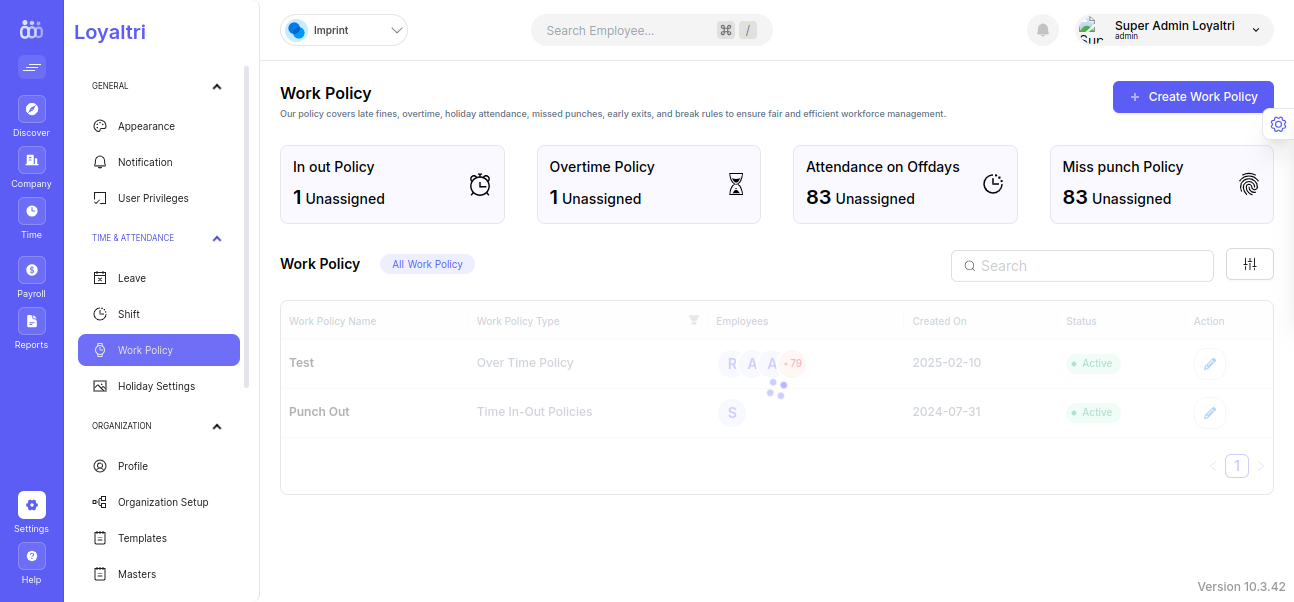 Loyaltri
Imprint
Search Employee...
⌘ /
Super Admin Loyaltri
admin
Discover
Company
Time
Payroll
Reports
Settings
Help
GENERAL
Appearance
Notification
User Privileges
TIME & ATTENDANCE
Leave
Shift
Work Policy
Holiday Settings
ORGANIZATION
Profile
Organization Setup
Templates
Masters
Work Policy
Our policy covers late fines, overtime, holiday attendance, missed punches, early exits, and break rules to ensure fair and efficient workforce management.
+ Create Work Policy
In out Policy
1 Unassigned
Overtime Policy
1 Unassigned
Attendance on Offdays
83 Unassigned
Miss punch Policy
83 Unassigned
Work Policy
All Work Policy
Search
Work Policy Name Work Policy Type Employees Created On Status Action
Test Over Time Policy R A A +79 2025-02-10 Active
Punch Out Time In-Out Policies S 2024-07-31 Active
< 1 >
Version 10.3.42